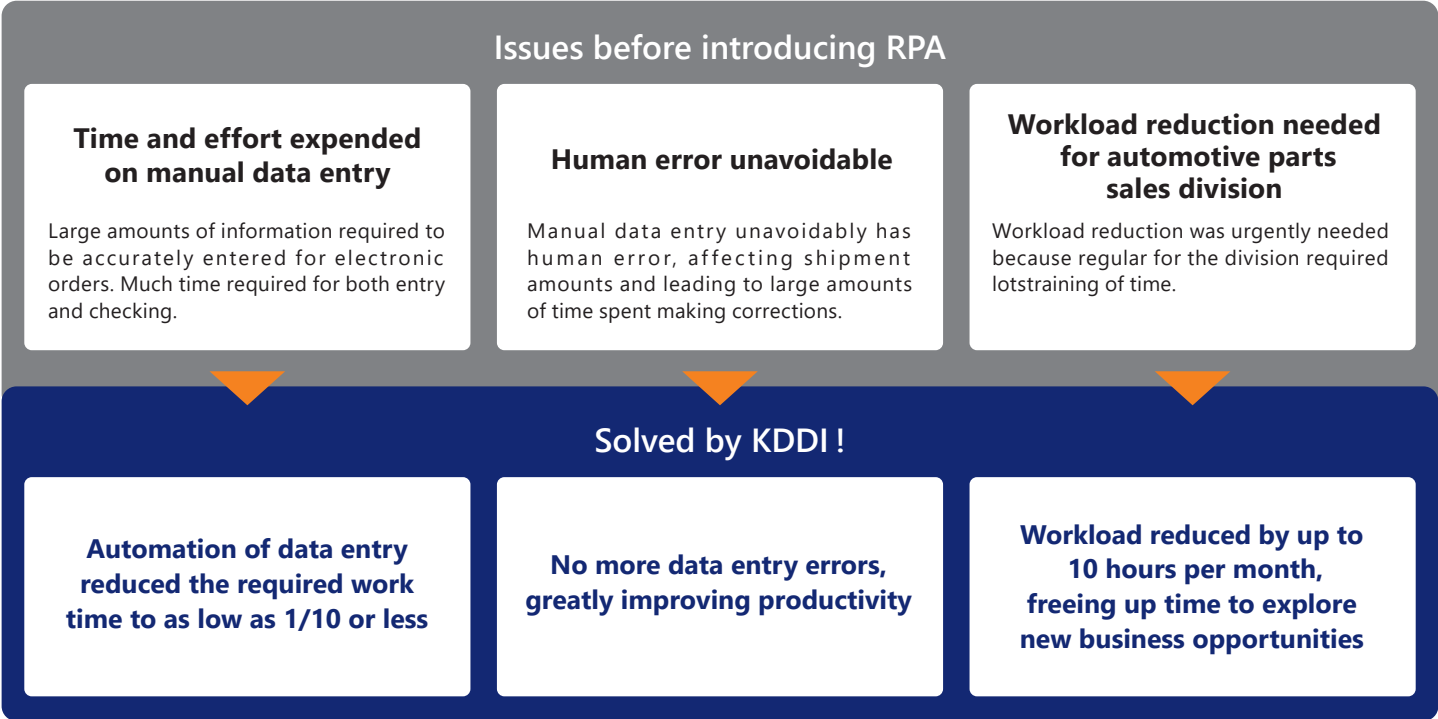 Issues before introducing RPA
Time and effort expended
on manual data entry
Large amounts of information required to
be accurately entered for electronic
orders. Much time required for both entry
and checking.
Human error unavoidable
Manual data entry unavoidably has
human error, affecting shipment
amounts and leading to large amounts
of time spent making corrections.
Workload reduction needed
for automotive parts
sales division
Workload reduction was urgently needed
because regular for the division required
lotstraining of time.
Solved by KDDI !
Automation of data entry
reduced the required work
time to as low as 1/10 or less
No more data entry errors,
greatly improving productivity
Workload reduced by up to
10 hours per month,
freeing up time to explore
new business opportunities